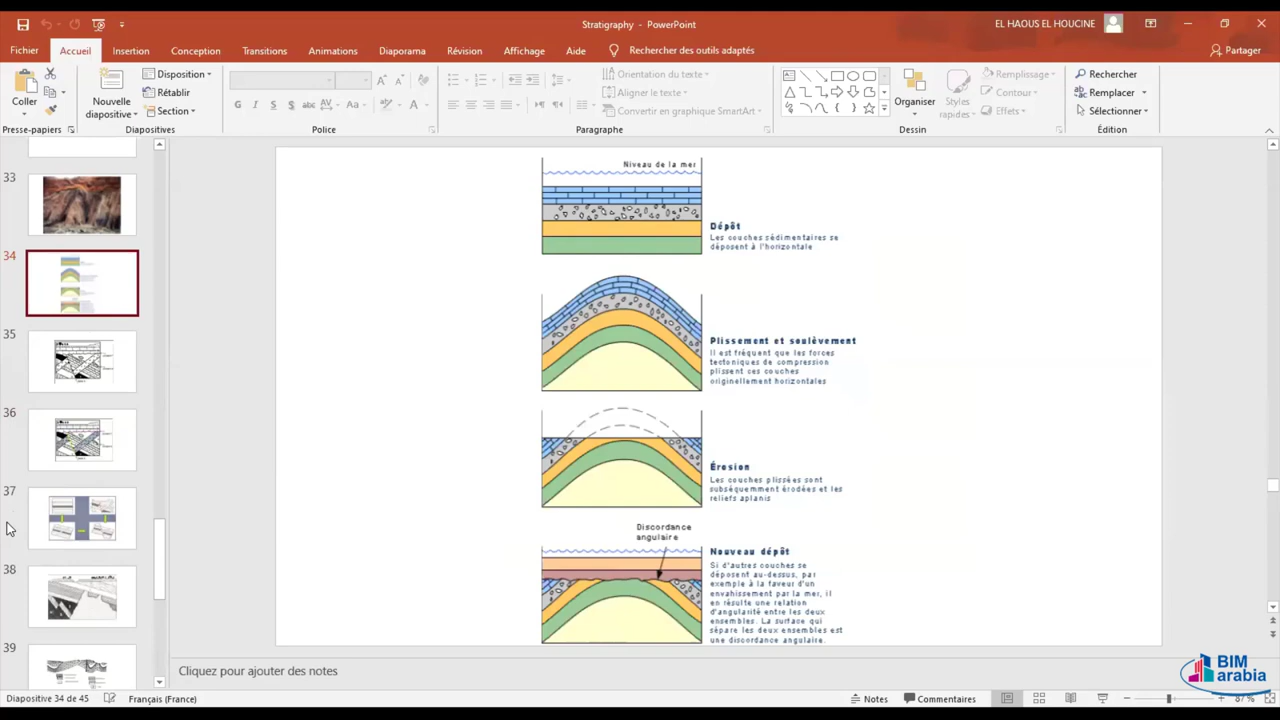 Stratigraphy - PowerPoint
EL HAOUS EL HOUCINE
Fichier
Accueil
Insertion
Conception
Transitions
Animations
Diaporama
Révision
Affichage
Aide
Rechercher des outils adaptés
Partager
Coller
Nouvelle
diapositive
Disposition
Rétablir
Section
G I S S abc AV Aa
Orientation du texte
Aligner le texte
Convertir en graphique SmartArt
Organiser
Styles
rapides
Remplissage
Contour
Effets
Rechercher
Remplacer
Sélectionner
Presse-papiers
Diapositives
Police
Paragraphe
Dessin
Édition
33
34
35
36
37
38
39
Niveau de la mer
Dépôt
Les couches sédimentaires se
déposent à l'horizontale
Plissement et soulèvement
Il est fréquent que les forces
tectoniques de compression
plissent ces couches
originellement horizontales
Érosion
Les couches plissées sont
subséquemment érodées et les
reliefs aplanis
Discordance
angulaire
Nouveau dépôt
Si d'autres couches se
déposent au-dessus, par
exemple à la faveur d'un
envahissement par la mer, il
en résulte une relation
d'angularité entre les deux
ensembles. La surface qui
sépare les deux ensembles est
une discordance angulaire.
Cliquez pour ajouter des notes
BIM
arabia
Diapositive 34 de 45
Français (France)
Notes
Commentaires
87 %